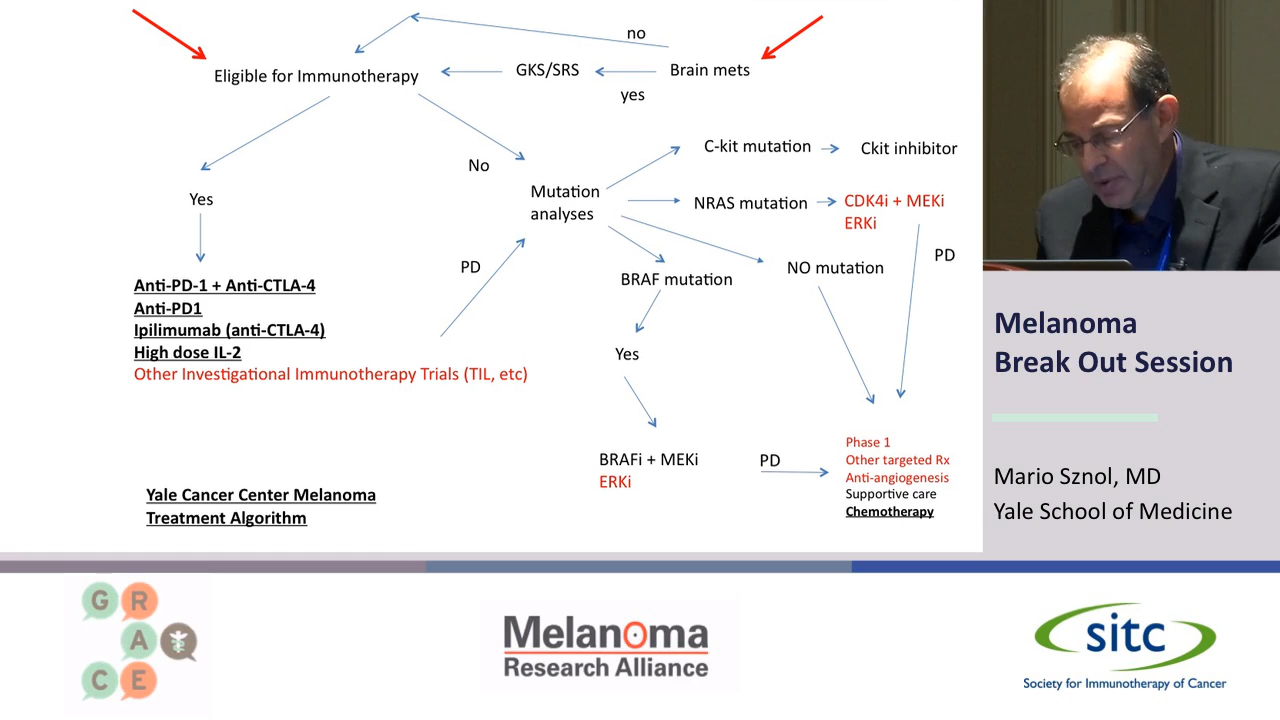 no
Eligible for Immunotherapy
GKS/SRS
Brain mets
yes
C-kit mutation
Ckit inhibitor
No
Mutation
analyses
Yes
NRAS mutation
CDK4i + MEKi
ERKi
PD
PD
NO mutation
BRAF mutation
Anti-PD-1 + Anti-CTLA-4
Anti-PD1
Ipilimumab (anti-CTLA-4)
High dose IL-2
Other Investigational Immunotherapy Trials (TIL, etc)
Yes
BRAFi + MEKi
ERKi
PD
Phase 1
Other targeted Rx
Anti-angiogenesis
Supportive care
Chemotherapy
Yale Cancer Center Melanoma
Treatment Algorithm
Melanoma
Break Out Session
Mario Sznol, MD
Yale School of Medicine
G R
A
C E
Melanoma
Research Alliance
sitc
Society for Immunotherapy of Cancer